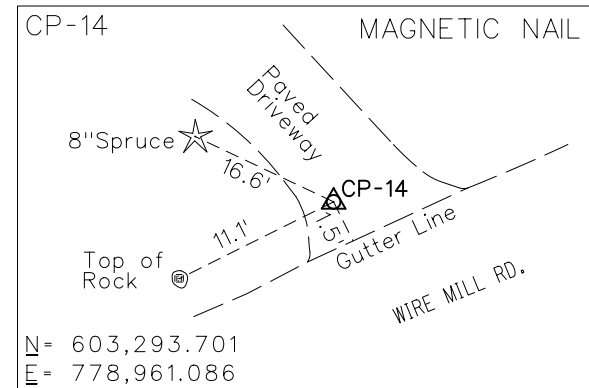 CP-14
MAGNETIC NAIL
Paved
Driveway
8"Spruce
16.6'
CP-14
1.5'
11.1'
Gutter Line
Top of
Rock
WIRE MILL RD.
N= 603,293.701
E= 778,961.086